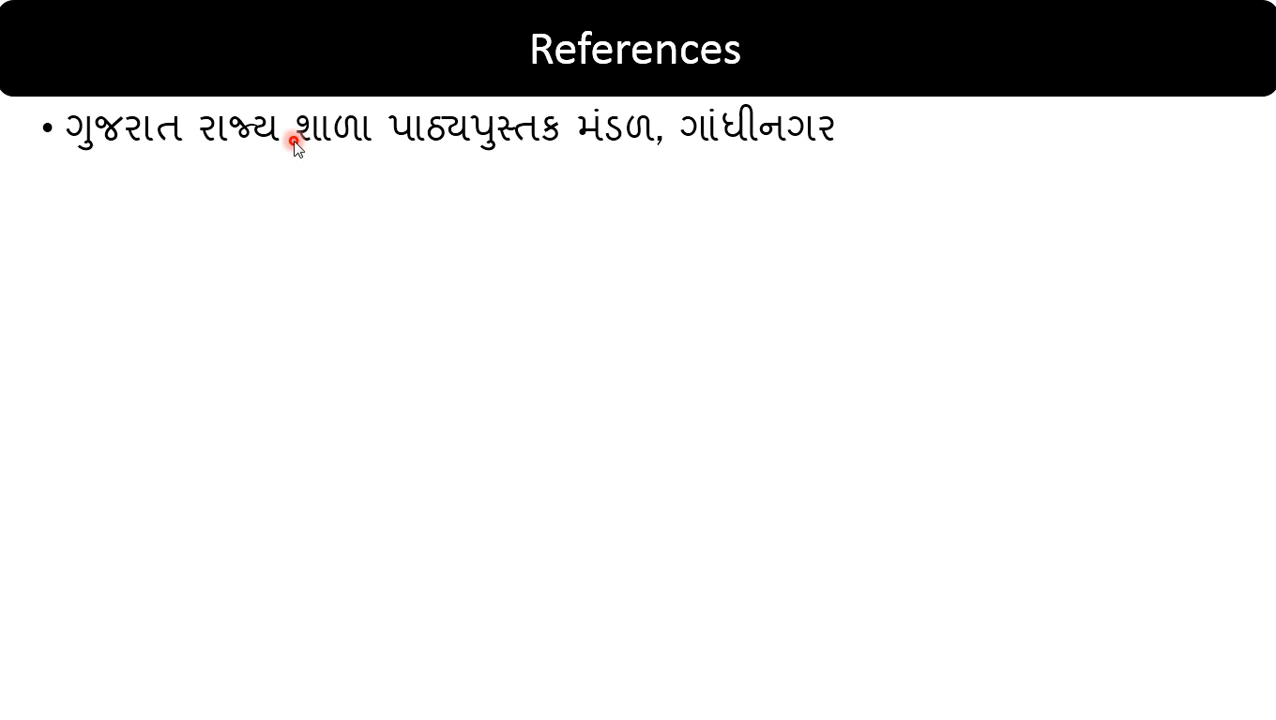 References
• ગુજરાત રાજ્ય શાળા પાઠ્યપુસ્તક મંડળ, ગાંધીનગર